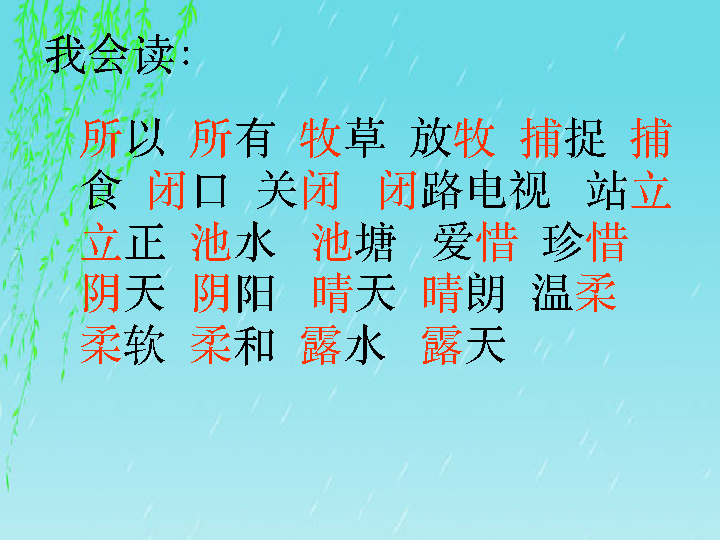 我会读：
所以 所有 牧草 放牧 捕捉 捕
食 闭口 关闭 闭路电视 站立
立正 池水 池塘 爱惜 珍惜
阴天 阴阳 晴天 晴朗 温柔
柔软 柔和 露水 露天